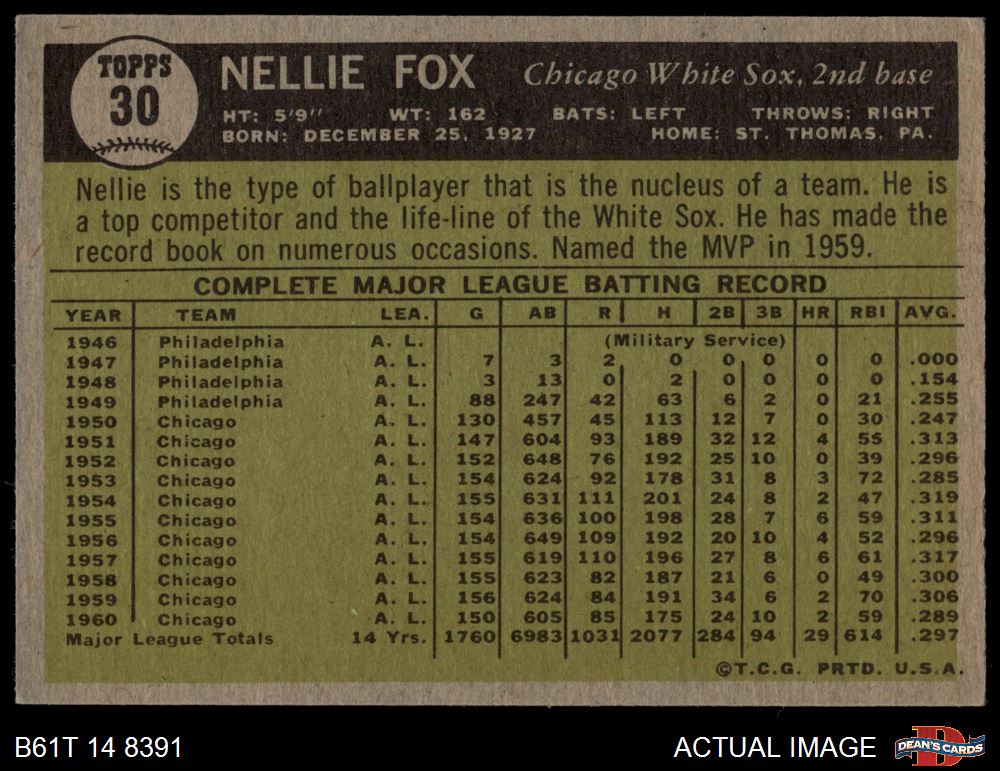 TOPPS 30
NELLIE FOX Chicago White Sox, 2nd base
HT: 5'9" WT: 162 BATS: LEFT THROWS: RIGHT
BORN: DECEMBER 25, 1927 HOME: ST. THOMAS, PA.
Nellie is the type of ballplayer that is the nucleus of a team. He is
a top competitor and the life-line of the White Sox. He has made the
record book on numerous occasions. Named the MVP in 1959.
COMPLETE MAJOR LEAGUE BATTING RECORD
YEAR TEAM LEA. G AB R H 2B 3B HR RBI AVG.
1946 Philadelphia A. L. (Military Service)
1947 Philadelphia A. L. 7 3 2 0 0 0 0 0 .000
1948 Philadelphia A. L. 3 13 0 2 0 0 0 0 .154
1949 Philadelphia A. L. 88 247 42 63 6 2 0 21 .255
1950 Chicago A. L. 130 457 45 113 12 7 0 30 .247
1951 Chicago A. L. 147 604 93 189 32 12 4 55 .313
1952 Chicago A. L. 152 648 76 192 25 10 0 39 .296
1953 Chicago A. L. 154 624 92 178 31 8 3 72 .285
1954 Chicago A. L. 155 631 111 201 24 8 2 47 .319
1955 Chicago A. L. 154 636 100 198 28 7 6 59 .311
1956 Chicago A. L. 154 649 109 192 20 10 4 52 .296
1957 Chicago A. L. 155 619 110 196 27 8 6 61 .317
1958 Chicago A. L. 155 623 82 187 21 6 0 49 .300
1959 Chicago A. L. 156 624 84 191 34 6 2 70 .306
1960 Chicago A. L. 150 605 85 175 24 10 2 59 .289
Major League Totals 14 Yrs. 1760 6983 1031 2077 284 94 29 614 .297
©T.C.G. PRTD. U.S.A.
B61T 14 8391 ACTUAL IMAGE D DEAN'S CARDS